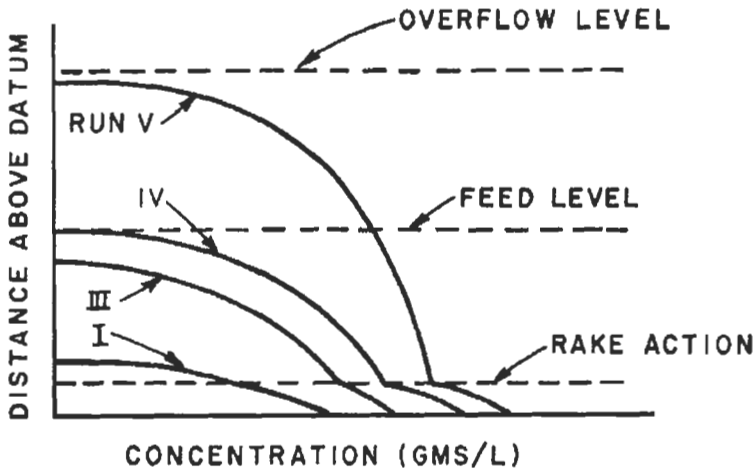 OVERFLOW LEVEL
RUN V
IV
FEED LEVEL
III
I
RAKE ACTION
DISTANCE ABOVE DATUM
CONCENTRATION (GMS/L)